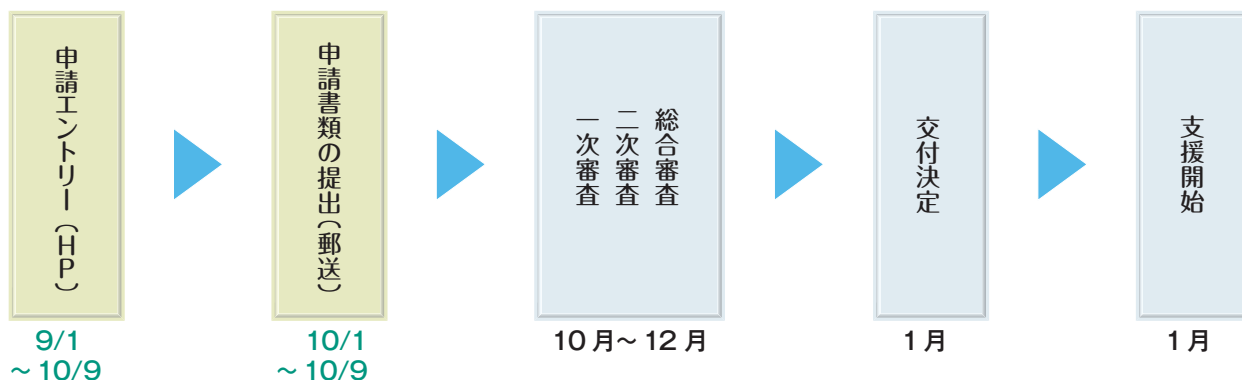 申請エントリー（HP）
9/1
～10/9
申請書類の提出（郵送）
10/1
～10/9
総合審査
二次審査
一次審査
10月～12月
交付決定
1月
支援開始
1月